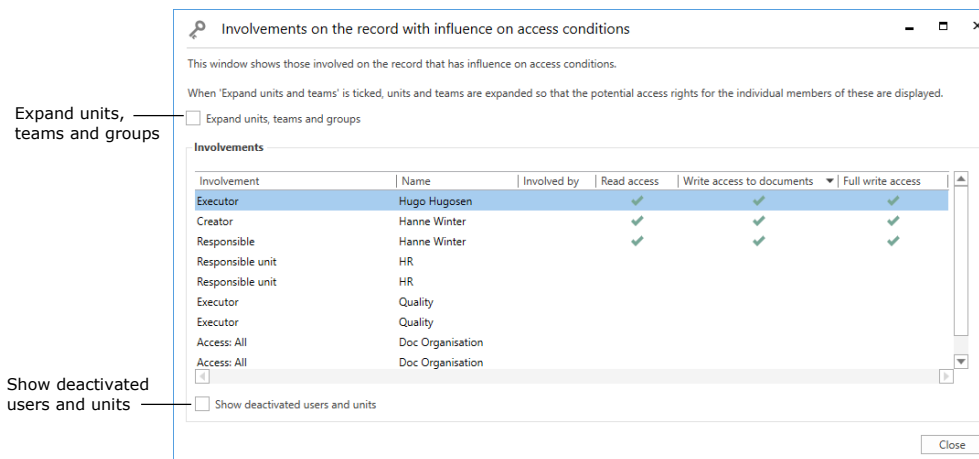 Involvements on the record with influence on access conditions
This window shows those involved on the record that has influence on access conditions.
When 'Expand units and teams' is ticked, units and teams are expanded so that the potential access rights for the individual members of these are displayed.
Expand units,
teams and groups
Expand units, teams and groups
Involvements
Involvement Name Involved by Read access Write access to documents Full write access
Executor Hugo Hugosen
Creator Hanne Winter
Responsible Hanne Winter
Responsible unit HR
Responsible unit HR
Executor Quality
Executor Quality
Access: All Doc Organisation
Access: All Doc Organisation
Show deactivated
users and units
Show deactivated users and units
Close